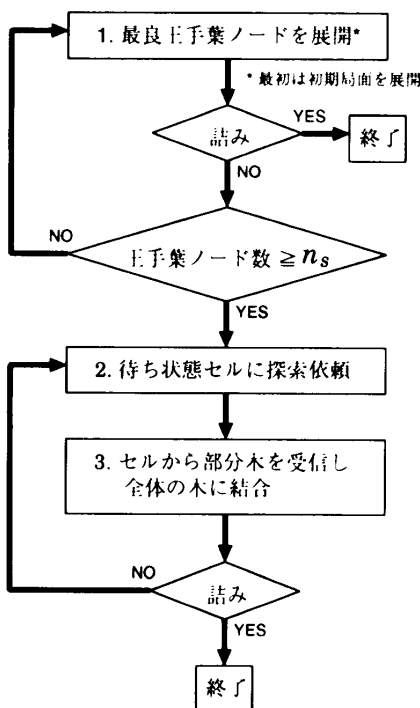 1. 最良王手葉ノードを展開*
* 最初は初期局面を展開
詰み
YES
終了
NO
NO
王手葉ノード数 ≧ nₛ
YES
2. 待ち状態セルに探索依頼
3. セルから部分木を受信し
全体の木に結合
NO
詰み
YES
終了